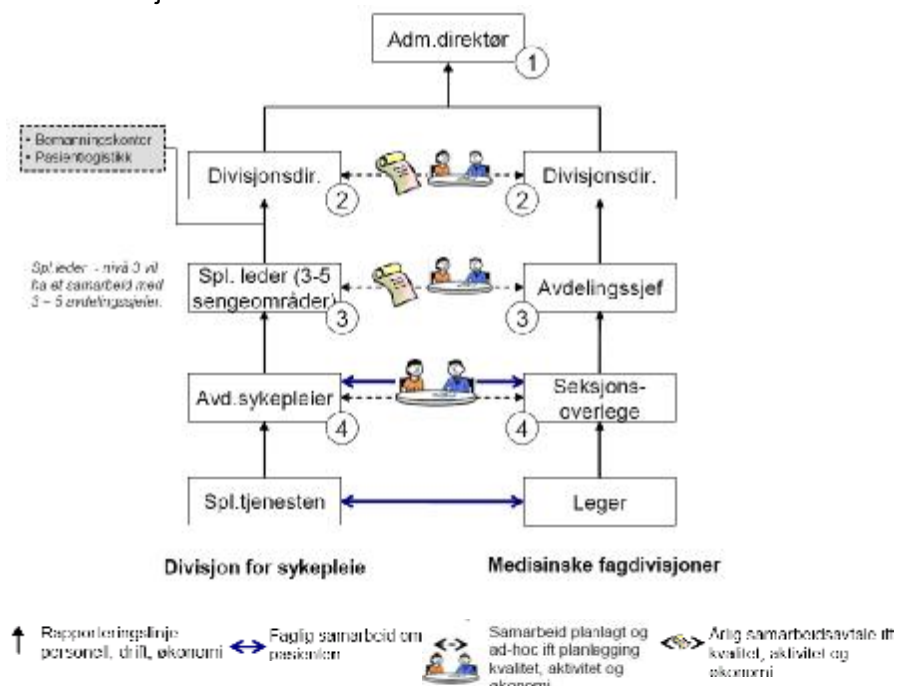 Adm.direktør
1
• Bemanningskontor
• Pasientlogistikk
Divisjonsdir.
2
2
Divisjonsdir.
Spl.leder - nivå 3 vil
ha et samarbeid med
3 – 5 avdelingssjefer.
Spl. leder (3-5
sengeområder)
3
3
Avdelingssjef
Avd.sykepleier
4
4
Seksjons-
overlege
Spl.tjenesten
Leger
Divisjon for sykepleie
Medisinske fagdivisjoner
Rapporteringslinje
personell, drift, økonomi
Faglig samarbeid om
pasienten
Samarbeid planlagt og
ad-hoc ift planlegging
kvalitet, aktivitet og
økonomi
Årlig samarbeidsavtale ift
kvalitet, aktivitet og
økonomi